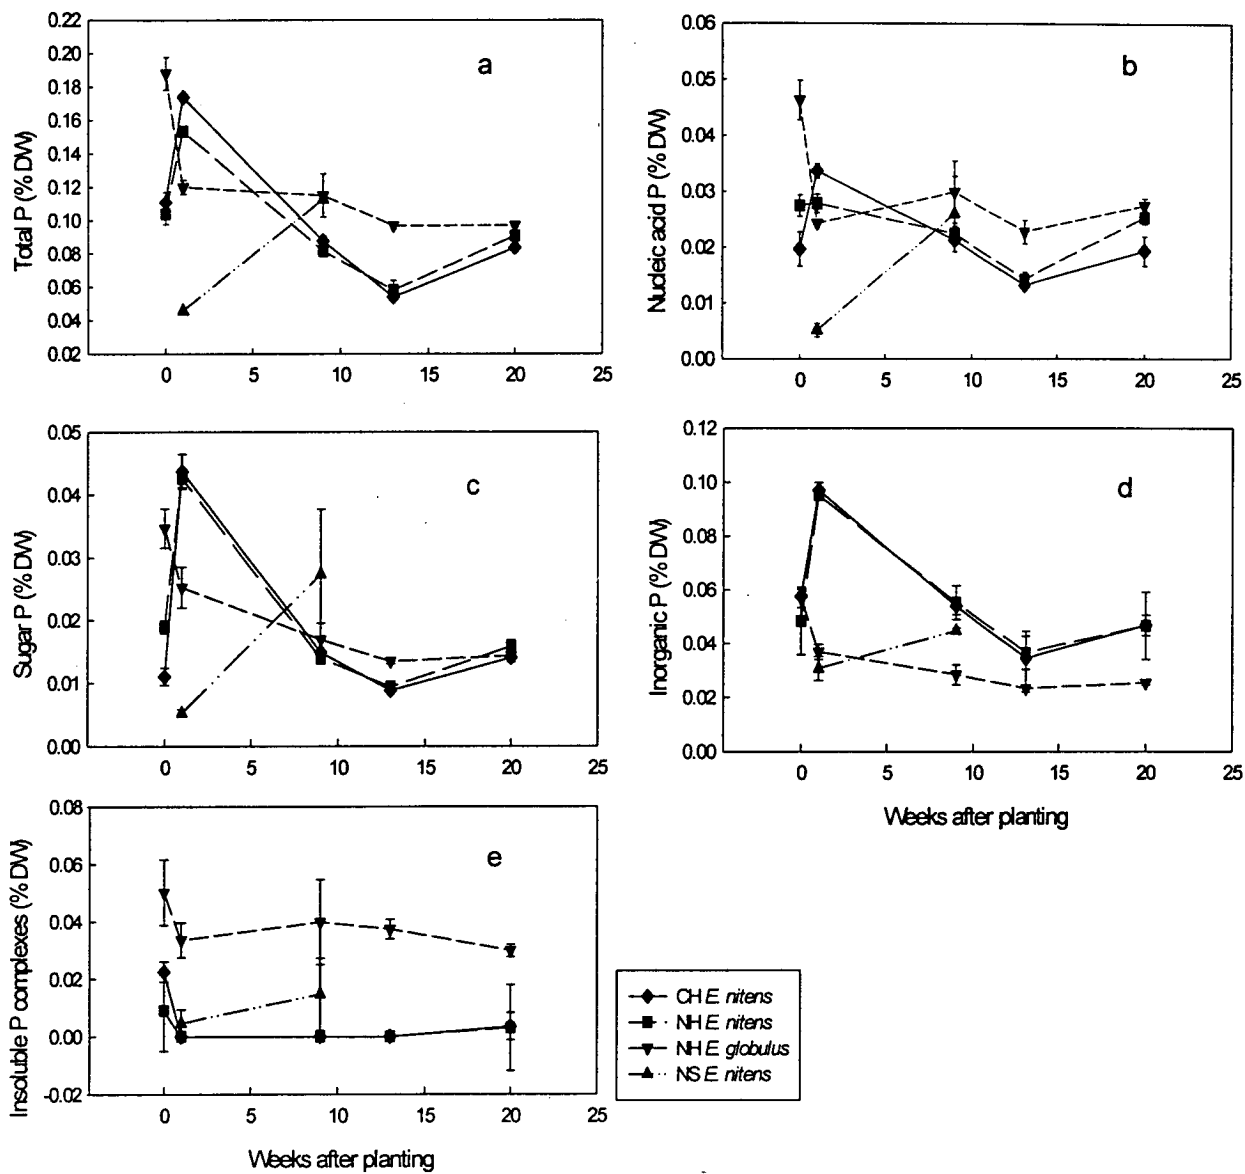 a
Total P (% DW)
0.22
0.20
0.18
0.16
0.14
0.12
0.10
0.08
0.06
0.04
0.02
0 5 10 15 20 25
b
Nucleic acid P (% DW)
0.06
0.05
0.04
0.03
0.02
0.01
0.00
0 5 10 15 20 25
c
Sugar P (% DW)
0.05
0.04
0.03
0.02
0.01
0.00
0 5 10 15 20 25
d
Inorganic P (% DW)
0.12
0.10
0.08
0.06
0.04
0.02
0.00
0 5 10 15 20 25
Weeks after planting
e
Insoluble P complexes (% DW)
0.08
0.06
0.04
0.02
0.00
-0.02
0 5 10 15 20 25
Weeks after planting
CH E. nitens
NH E. nitens
NH E. globulus
NS E. nitens